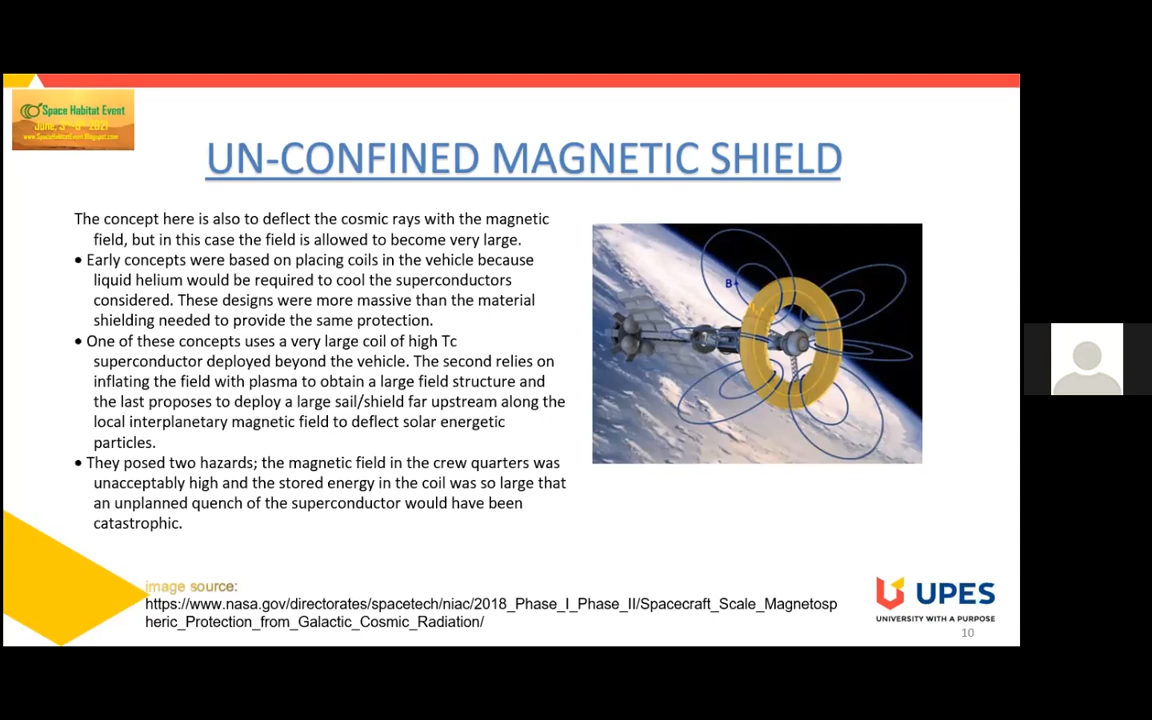 Space Habitat Event
June, 3rd-6th 2021
www.SpaceHabitatEvent.Blogspot.com
UN-CONFINED MAGNETIC SHIELD
The concept here is also to deflect the cosmic rays with the magnetic
field, but in this case the field is allowed to become very large.
• Early concepts were based on placing coils in the vehicle because
liquid helium would be required to cool the superconductors
considered. These designs were more massive than the material
shielding needed to provide the same protection.
• One of these concepts uses a very large coil of high Tc
superconductor deployed beyond the vehicle. The second relies on
inflating the field with plasma to obtain a large field structure and
the last proposes to deploy a large sail/shield far upstream along the
local interplanetary magnetic field to deflect solar energetic
particles.
• They posed two hazards; the magnetic field in the crew quarters was
unacceptably high and the stored energy in the coil was so large that
an unplanned quench of the superconductor would have been
catastrophic.
B
image source:
https://www.nasa.gov/directorates/spacetech/niac/2018_Phase_I_Phase_II/Spacecraft_Scale_Magnetosp
heric_Protection_from_Galactic_Cosmic_Radiation/
UPES
UNIVERSITY WITH A PURPOSE
10